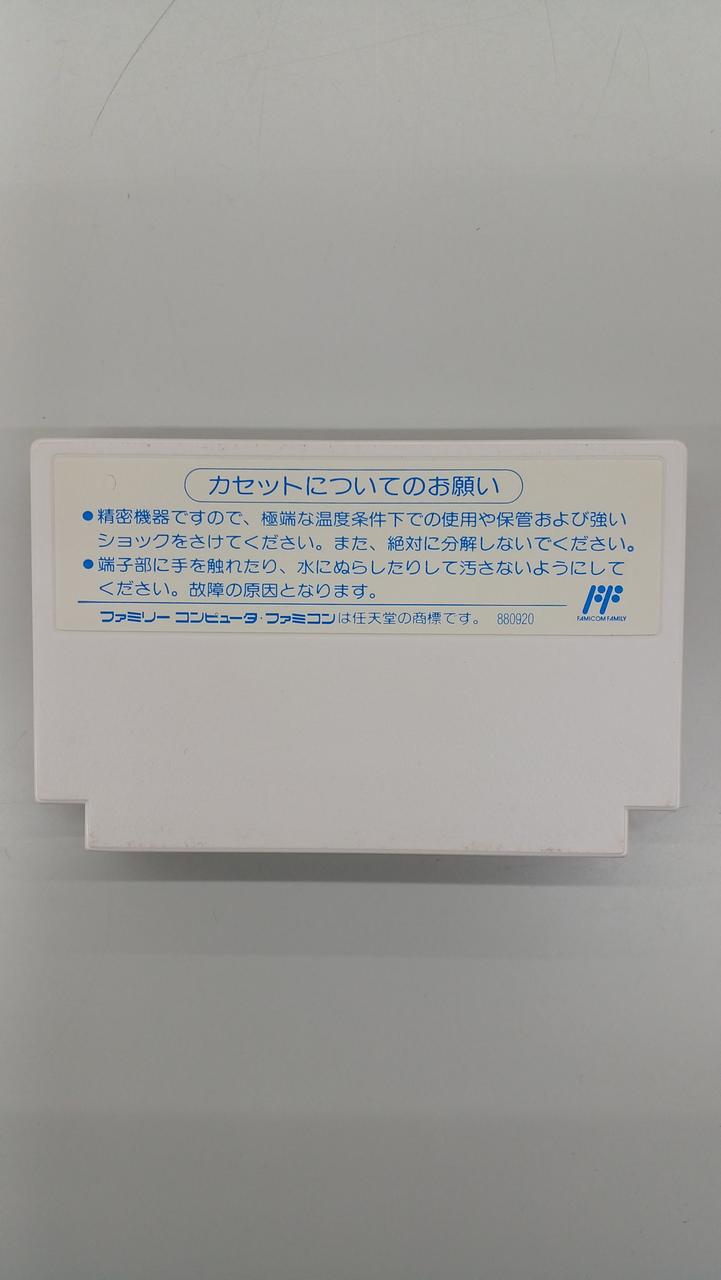 カセットについてのお願い
●精密機器ですので、極端な温度条件下での使用や保管および強い
ショックをさけてください。また、絶対に分解しないでください。
●端子部に手を触れたり、水にぬらしたりして汚さないようにして
ください。故障の原因となります。
FAMICOM FAMILY
ファミリー コンピュータ・ファミコンは任天堂の商標です。 880920